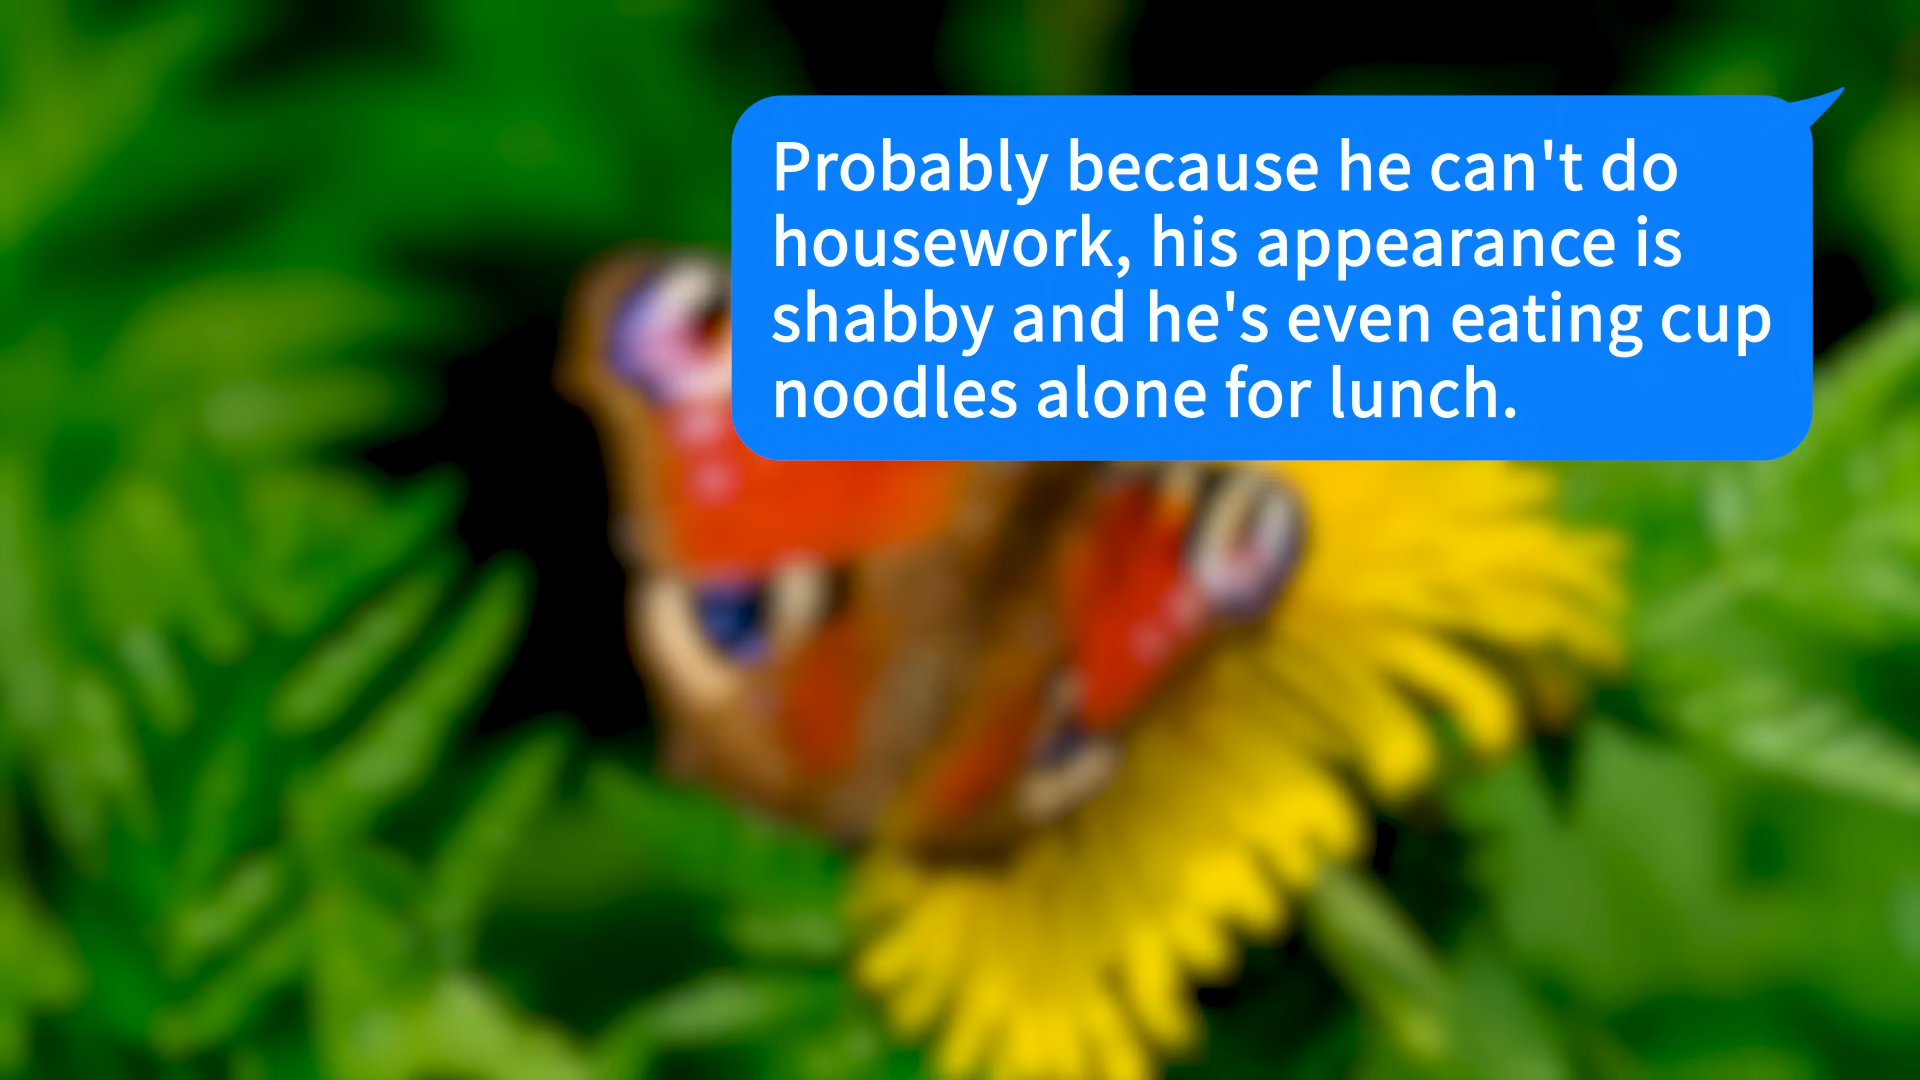 Probably because he can't do
housework, his appearance is
shabby and he's even eating cup
noodles alone for lunch.